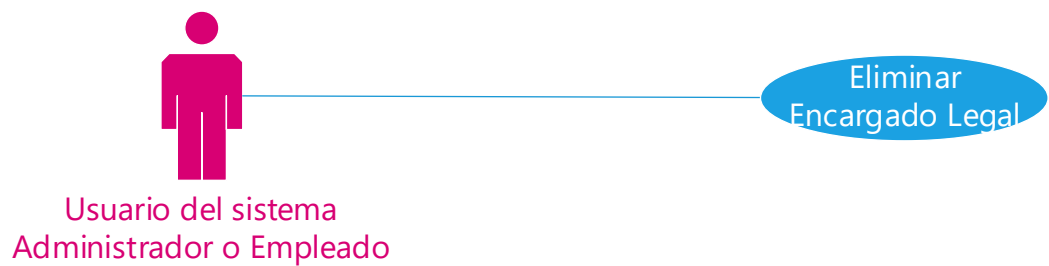 Eliminar
Encargado Legal
Usuario del sistema
Administrador o Empleado